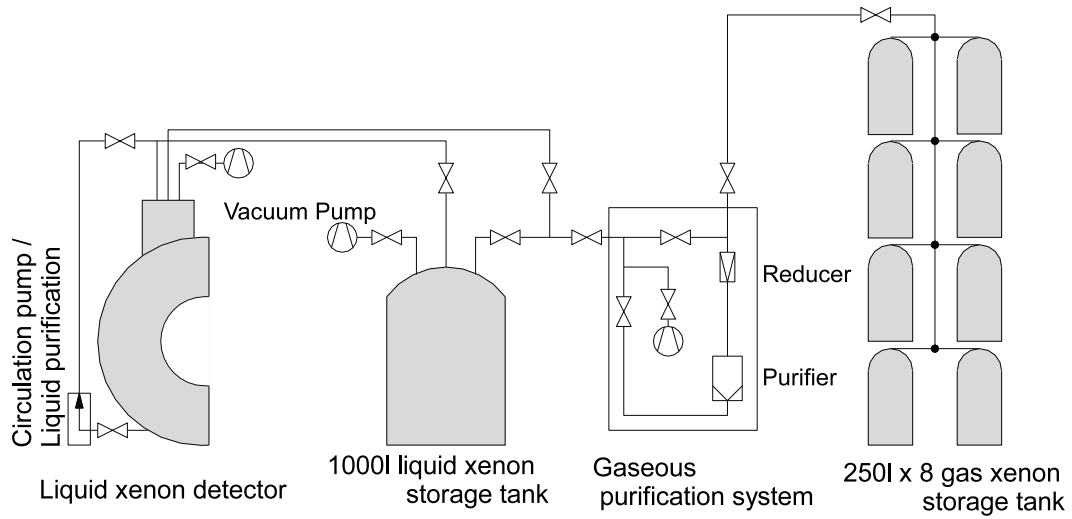 Vacuum Pump
Circulation pump /
Liquid purification
Reducer
Purifier
Liquid xenon detector
1000l liquid xenon
storage tank
Gaseous
purification system
250l x 8 gas xenon
storage tank